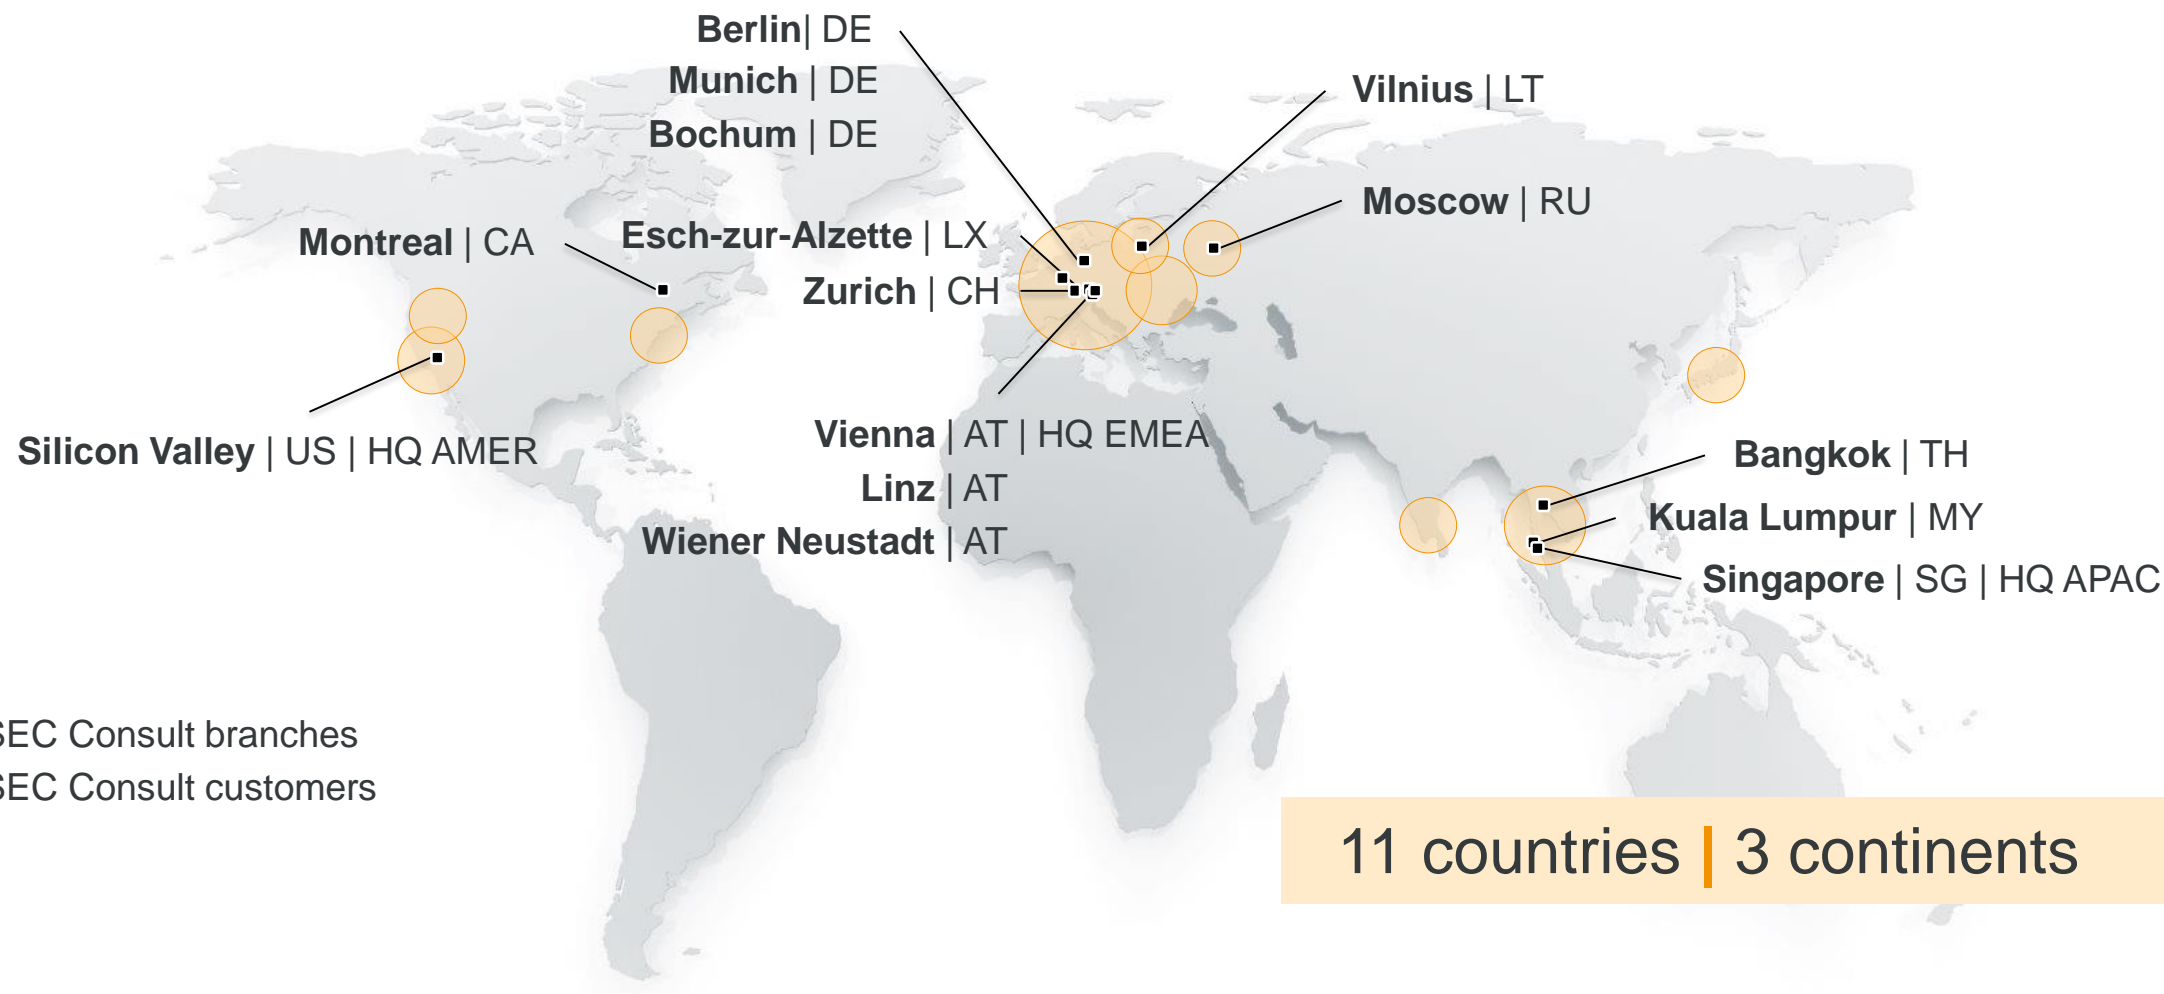 Berlin| DE
Munich | DE
Bochum | DE
Vilnius | LT
Moscow | RU
Montreal | CA
Esch-zur-Alzette | LX
Zurich | CH
Silicon Valley | US | HQ AMER
Vienna | AT | HQ EMEA
Linz | AT
Wiener Neustadt | AT
Bangkok | TH
Kuala Lumpur | MY
Singapore | SG | HQ APAC
SEC Consult branches
SEC Consult customers
11 countries | 3 continents